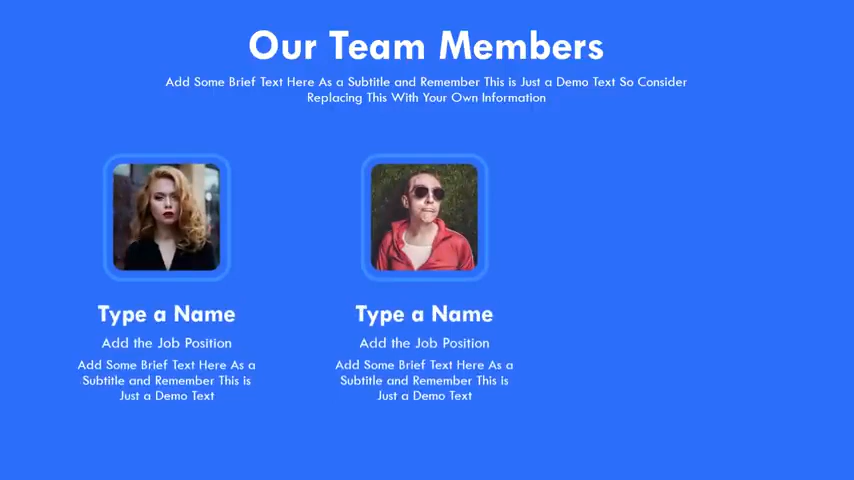 Our Team Members
Add Some Brief Text Here As a Subtitle and Remember This is Just a Demo Text So Consider
Replacing This With Your Own Information
Type a Name
Add the Job Position
Add Some Brief Text Here As a
Subtitle and Remember This is
Just a Demo Text
Type a Name
Add the Job Position
Add Some Brief Text Here As a
Subtitle and Remember This is
Just a Demo Text